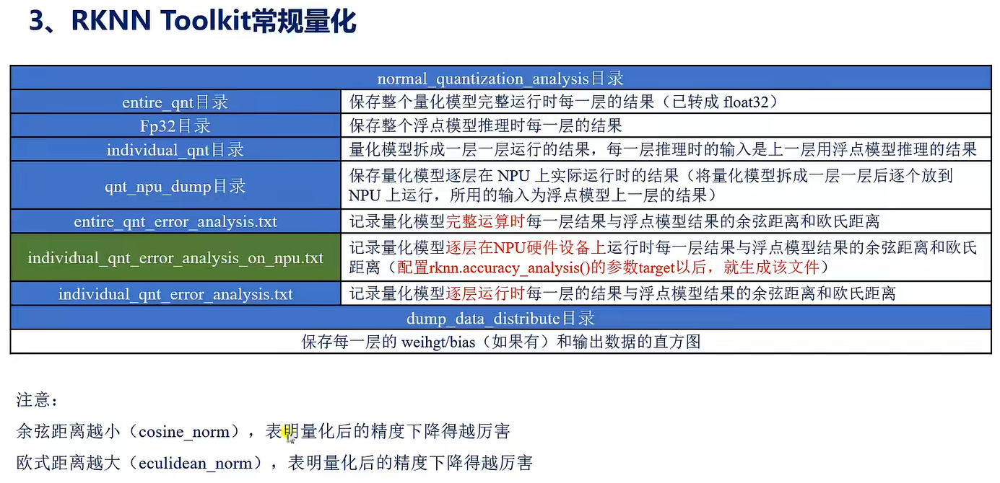 3、RKNN Toolkit常规量化
normal_quantization_analysis目录
entire_qnt目录
保存整个量化模型完整运行时每一层的结果（已转成 float32）
Fp32目录
保存整个浮点模型推理时每一层的结果
individual_qnt目录
量化模型拆成一层一层运行的结果，每一层推理时的输入是上一层用浮点模型推理的结果
qnt_npu_dump目录
保存量化模型逐层在 NPU 上实际运行时的结果（将量化模型拆成一层一层后逐个放到
NPU 上运行，所用的输入为浮点模型上一层的结果）
entire_qnt_error_analysis.txt
记录量化模型完整运算时每一层结果与浮点模型结果的余弦距离和欧氏距离
individual_qnt_error_analysis_on_npu.txt
记录量化模型逐层在NPU硬件设备上运行时每一层结果与浮点模型结果的余弦距离和欧氏
距离（配置rknn.accuracy_analysis()的参数target以后，就生成该文件）
individual_qnt_error_analysis.txt
记录量化模型逐层运行时每一层的结果与浮点模型结果的余弦距离和欧氏距离
dump_data_distribute目录
保存每一层的 weihgt/bias（如果有）和输出数据的直方图
注意：
余弦距离越小（cosine_norm），表明量化后的精度下降得越厉害
欧式距离越大（eculidean_norm），表明量化后的精度下降得越厉害